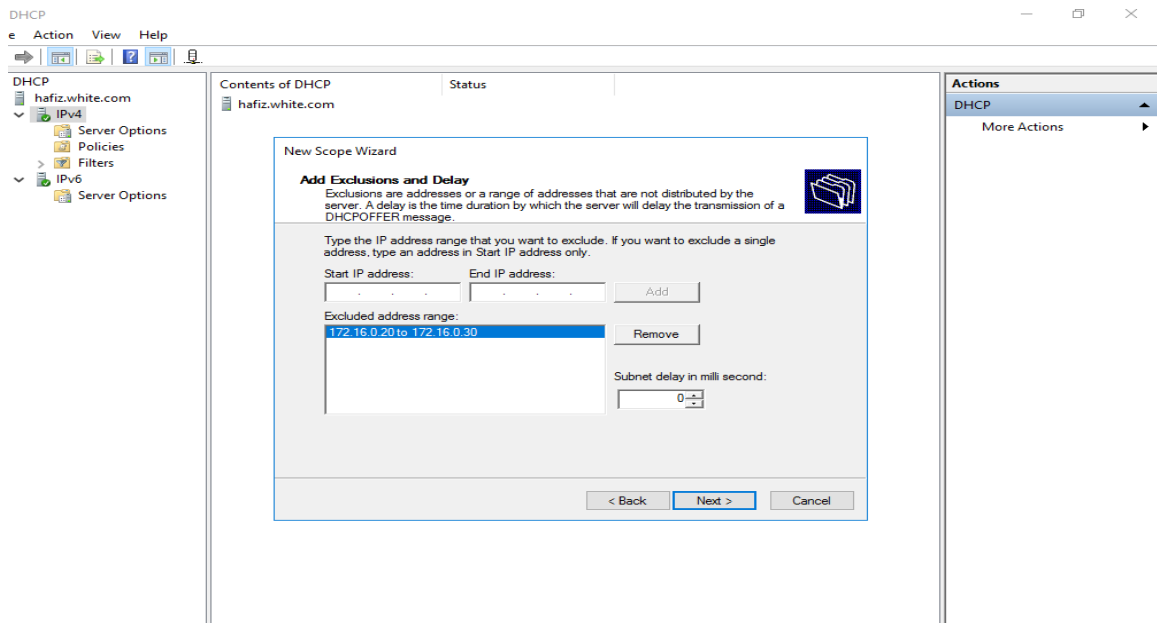 DHCP
e Action View Help
DHCP
hafiz.white.com
IPv4
Server Options
Policies
Filters
IPv6
Server Options
Contents of DHCP Status
hafiz.white.com
New Scope Wizard
Add Exclusions and Delay
Exclusions are addresses or a range of addresses that are not distributed by the
server. A delay is the time duration by which the server will delay the transmission of a
DHCPOFFER message.
Type the IP address range that you want to exclude. If you want to exclude a single
address, type an address in Start IP address only.
Start IP address: End IP address:
Add
Excluded address range:
172.16.0.20 to 172.16.0.30
Remove
Subnet delay in milli second:
0
< Back Next > Cancel
Actions
DHCP
More Actions